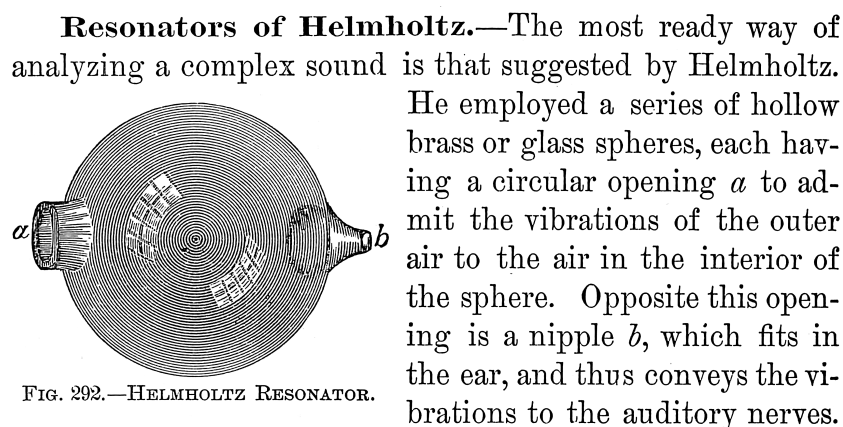 Resonators of Helmholtz.—The most ready way of
analyzing a complex sound is that suggested by Helmholtz.
He employed a series of hollow
brass or glass spheres, each hav-
ing a circular opening a to ad-
mit the vibrations of the outer
air to the air in the interior of
the sphere. Opposite this open-
ing is a nipple b, which fits in
the ear, and thus conveys the vi-
brations to the auditory nerves.
a
b
FIG. 292.—HELMHOLTZ RESONATOR.